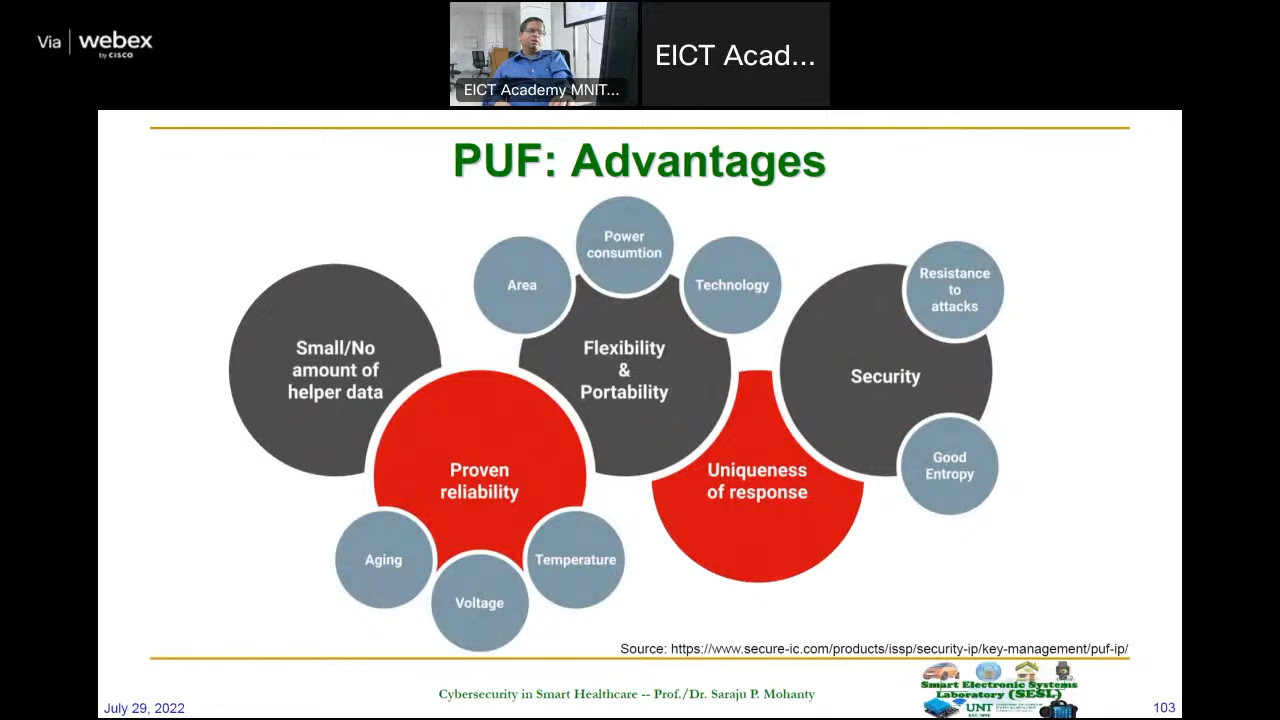 Via webex
by CISCO
EICT Academy MNIT...
EICT Acad...
PUF: Advantages
Power
consumtion
Area
Technology
Resistance
to
attacks
Small/No
amount of
helper data
Flexibility
&
Portability
Security
Proven
reliability
Uniqueness
of response
Good
Entropy
Aging
Voltage
Temperature
Source: https://www.secure-ic.com/products/issp/security-ip/key-management/puf-ip/
Smart Electronic Systems
Laboratory (SESL)
UNT
July 29, 2022
Cybersecurity in Smart Healthcare -- Prof./Dr. Saraju P. Mohanty
103